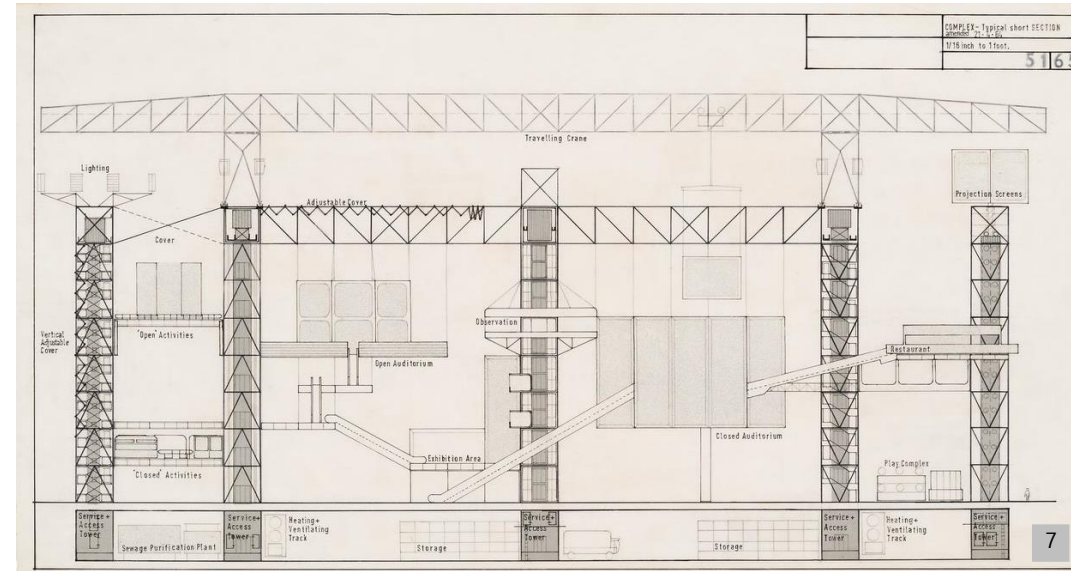 COMPLEX - Typical short SECTION
amended 21-4-64
1/16 inch to 1 foot.
5165
Travelling Crane
Lighting
Projection Screens
Adjustable Cover
Cover
Observation
Vertical
Adjustable
Cover
"Open" Activities
Open Auditorium
Restaurant
Closed Auditorium
Exhibition Area
Play Complex
"Closed" Activities
Service +
Access
Tower
Sewage Purification Plant
Service +
Access
Tower
Heating +
Ventilating
Track
Storage
Service +
Access
Tower
Storage
Service +
Access
Tower
Heating +
Ventilating
Track
Service +
Access
Tower
7